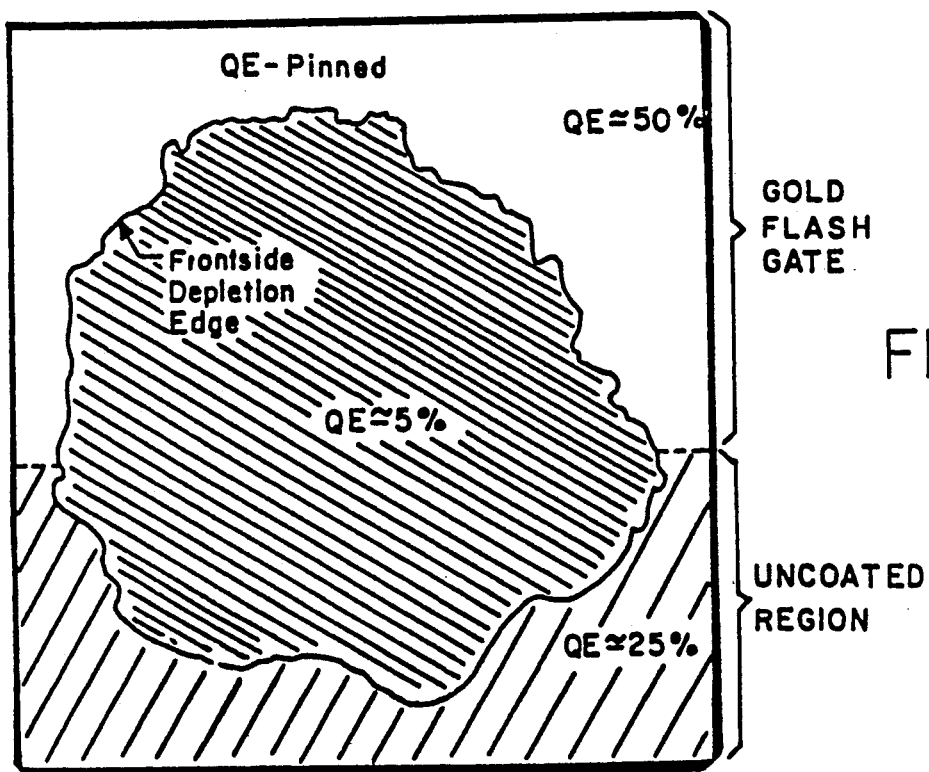 QE-Pinned
QE≃50%
GOLD
FLASH
GATE
Frontside
Depletion
Edge
QE≃5%
UNCOATED
REGION
QE≃25%